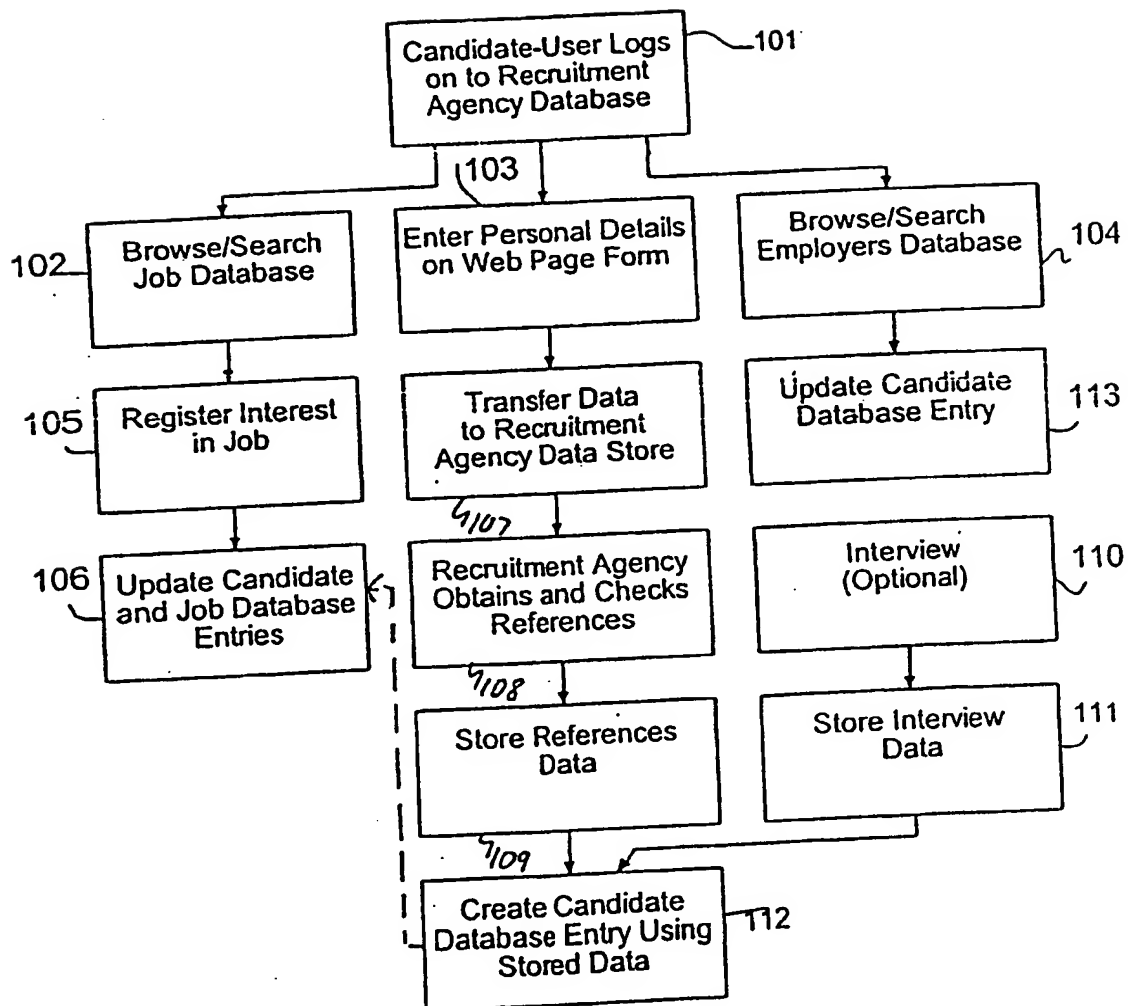 Candidate-User Logs
on to Recruitment
Agency Database
101
103
102
Browse/Search
Job Database
Enter Personal Details
on Web Page Form
Browse/Search
Employers Database
104
105
Register Interest
in Job
Transfer Data
to Recruitment
Agency Data Store
107
Update Candidate
Database Entry
113
106
Update Candidate
and Job Database
Entries
Recruitment Agency
Obtains and Checks
References
108
Interview
(Optional)
110
Store References
Data
109
Store Interview
Data
111
Create Candidate
Database Entry Using
Stored Data
112